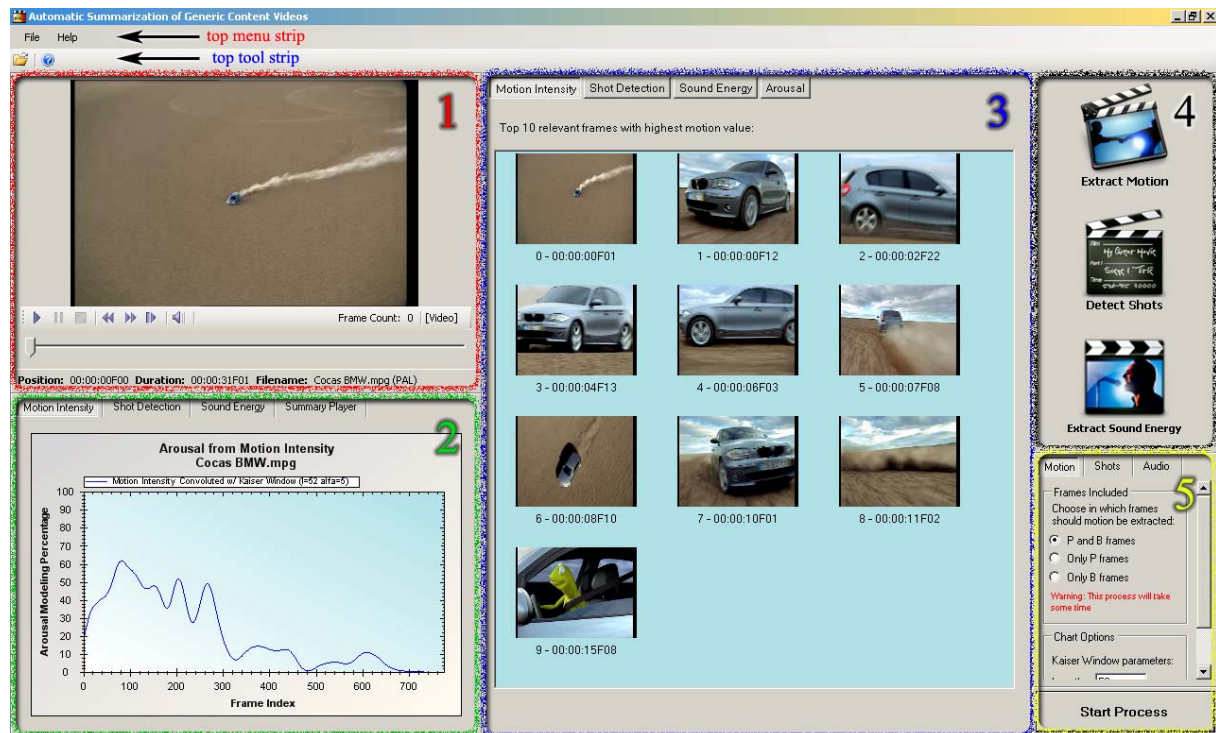 Automatic Summarization of Generic Content Videos
File Help
top menu strip
top tool strip
1
Frame Count: 0 [Video]
Position: 00:00:00F00 Duration: 00:00:31F01 Filename: Cocas BMW.mpg (PAL)
Motion Intensity Shot Detection Sound Energy Summary Player
2
Arousal from Motion Intensity
Cocas BMW.mpg
Motion Intensity Convoluted w/ Kaiser Window (l=52 alfa=5)
Arousal Modeling Percentage
100
90
80
70
60
50
40
30
20
10
0
0 100 200 300 400 500 600 700
Frame Index
Motion Intensity Shot Detection Sound Energy Arousal
3
Top 10 relevant frames with highest motion value:
0 - 00:00:00F01 1 - 00:00:00F12 2 - 00:00:02F22
3 - 00:00:04F13 4 - 00:00:06F03 5 - 00:00:07F08
6 - 00:00:08F10 7 - 00:00:10F01 8 - 00:00:11F02
9 - 00:00:15F08
4
Extract Motion
My Great Movie
Detect Shots
Extract Sound Energy
Motion Shots Audio
5
Frames Included
Choose in which frames
should motion be extracted:
P and B frames
Only P frames
Only B frames
Warning: This process will take
some time
Chart Options
Kaiser Window parameters:
Start Process